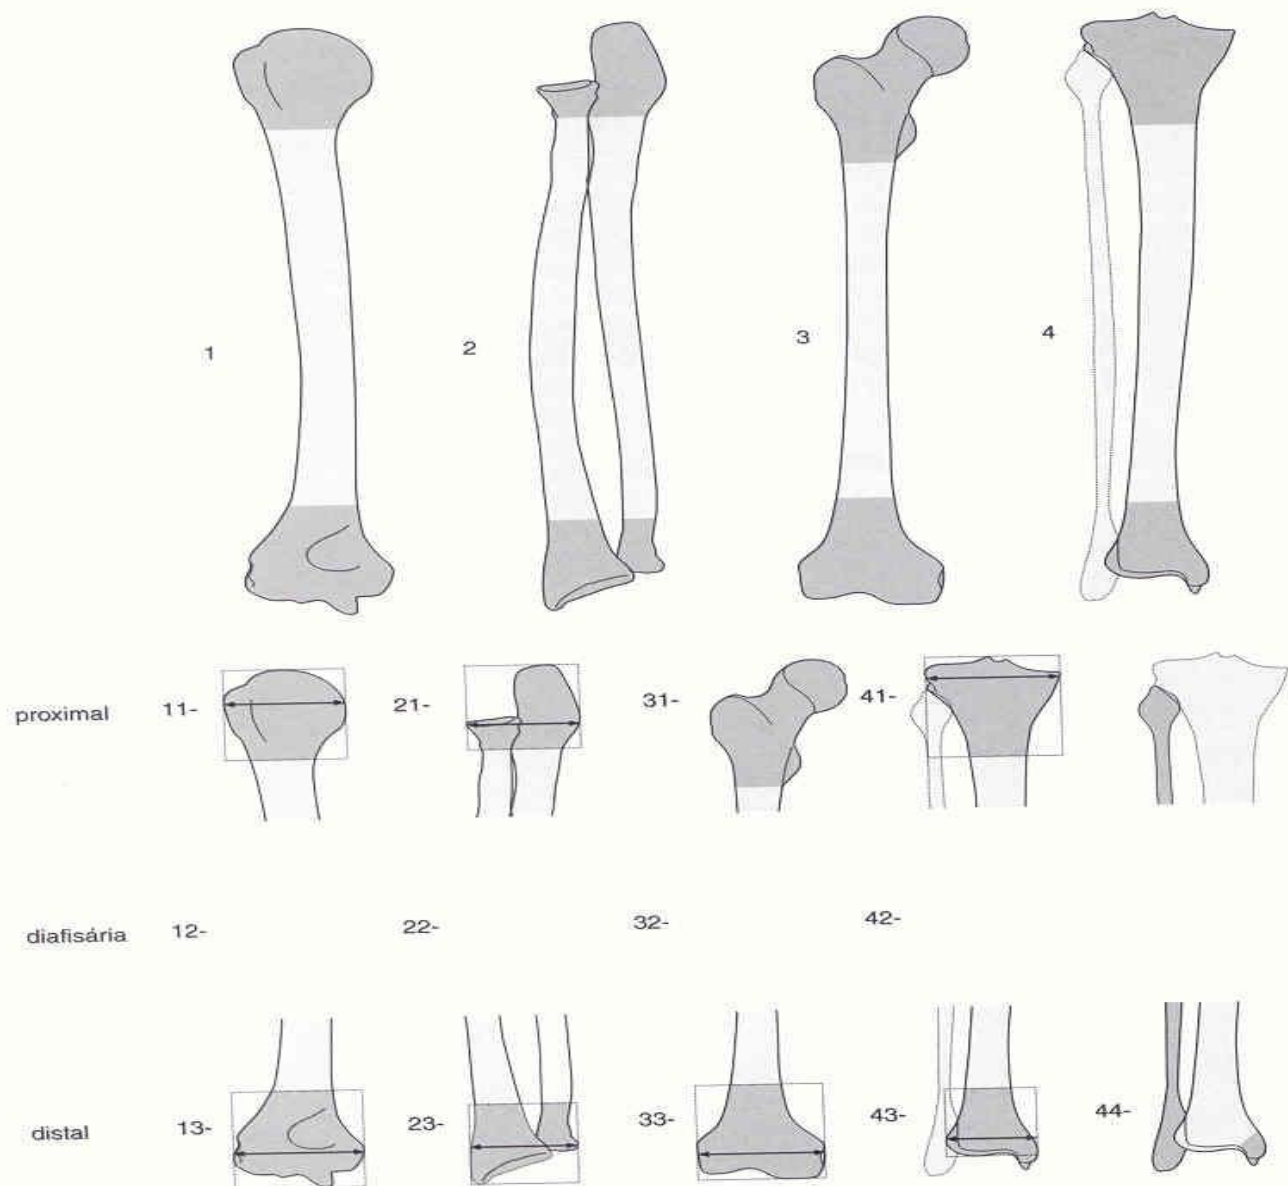 1 2 3 4
proximal 11- 21- 31- 41-
diafisária 12- 22- 32- 42-
distal 13- 23- 33- 43- 44-